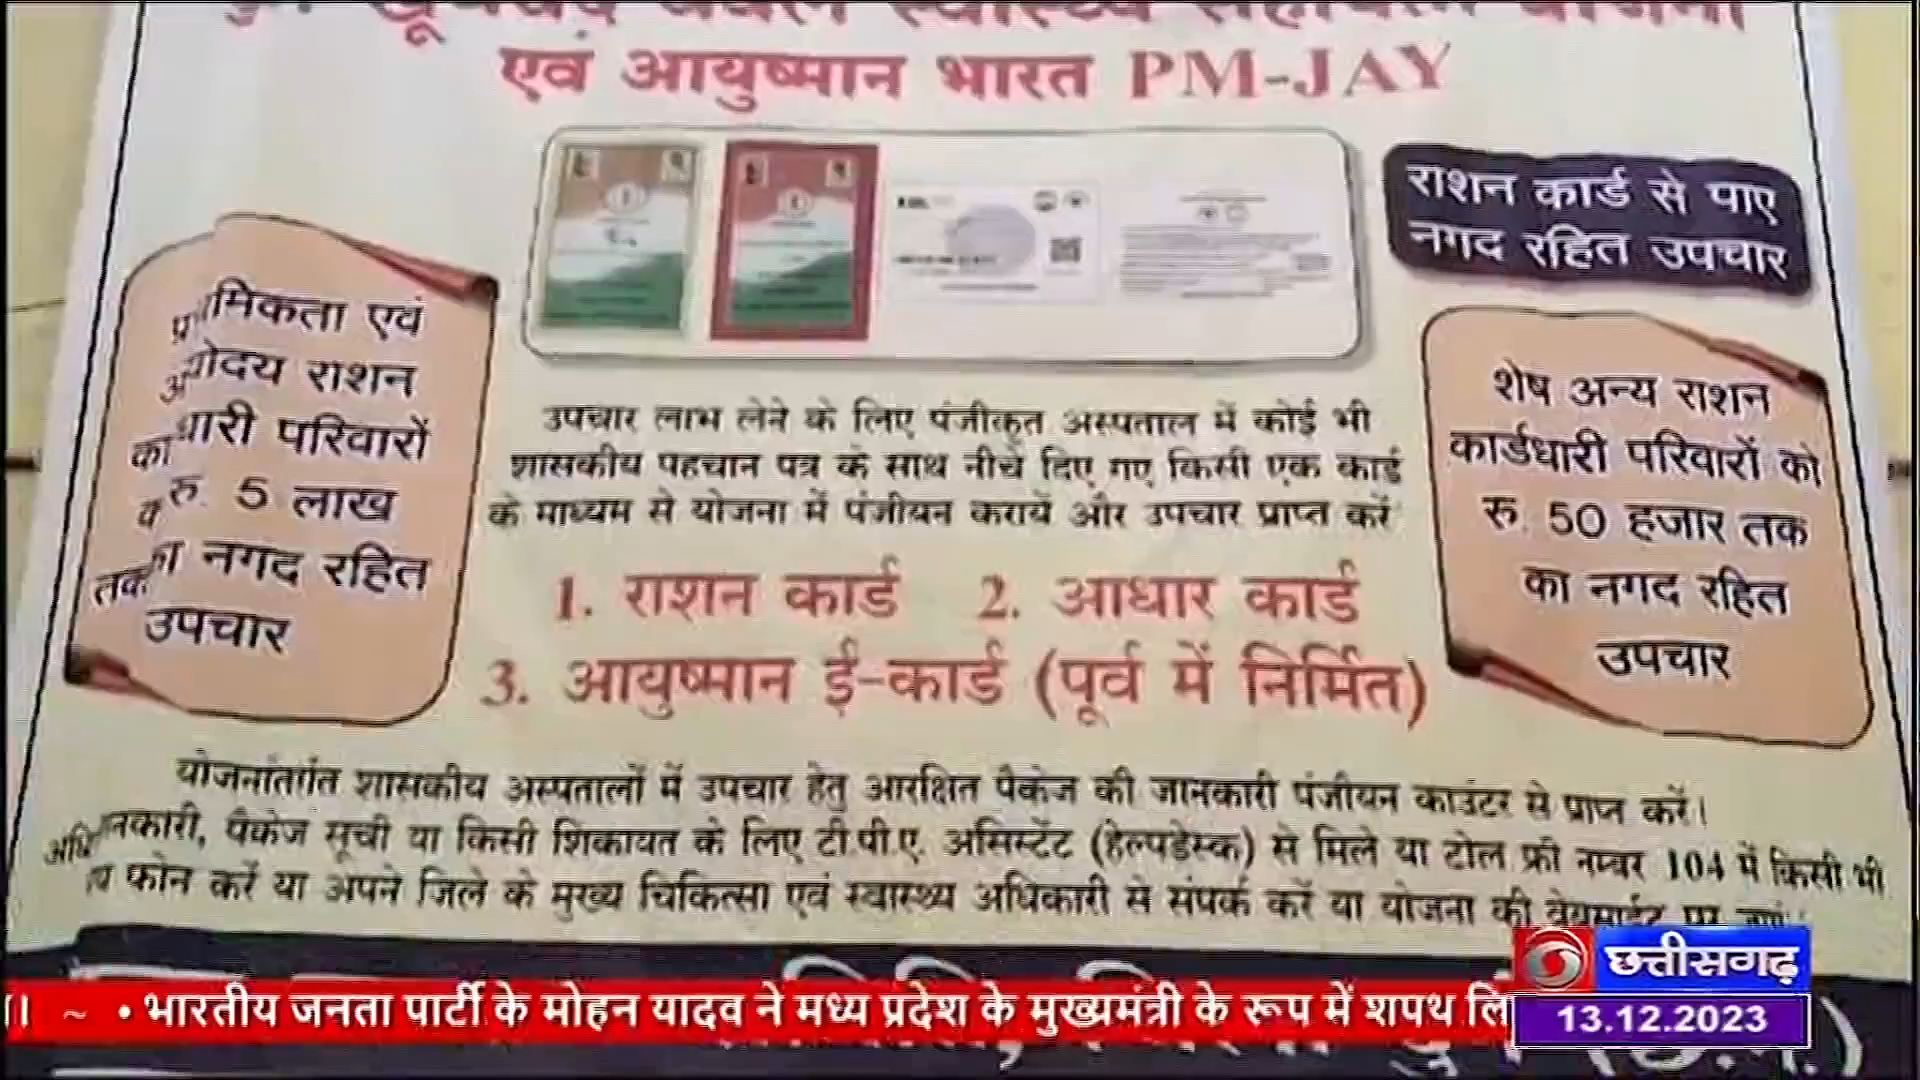 एवं आयुष्मान भारत PM-JAY
राशन कार्ड से पाए
नगद रहित उपचार
एवं
राशन
परिवारों
रु. 5 लाख
नगद रहित
उपचार
उपचार लाभ लेने के लिए पंजीकृत अस्पताल में कोई भी
शासकीय पहचान पत्र के साथ नीचे दिए गए किसी एक कार्ड
के माध्यम से योजना में पंजीयन करायें और उपचार प्राप्त करें
1. राशन कार्ड 2. आधार कार्ड
3. आयुष्मान ई-कार्ड (पूर्व में निर्मित)
शेष अन्य राशन
कार्डधारी परिवारों को
रु. 50 हजार तक
का नगद रहित
उपचार
योजनांतर्गत शासकीय अस्पतालों में उपचार हेतु आरक्षित पैकेज की जानकारी पंजीयन काउंटर से प्राप्त करें।
पैकेज सूची या किसी शिकायत के लिए टी.पी.ए. असिस्टेंट (हेल्पडेस्क) से मिले या टोल फ्री नम्बर 104 में किसी भी
फोन करें या अपने जिले के मुख्य चिकित्सा एवं स्वास्थ्य अधिकारी से संपर्क करें या योजना की
छत्तीसगढ़
• भारतीय जनता पार्टी के मोहन यादव ने मध्य प्रदेश के मुख्यमंत्री के रूप में शपथ
13.12.2023